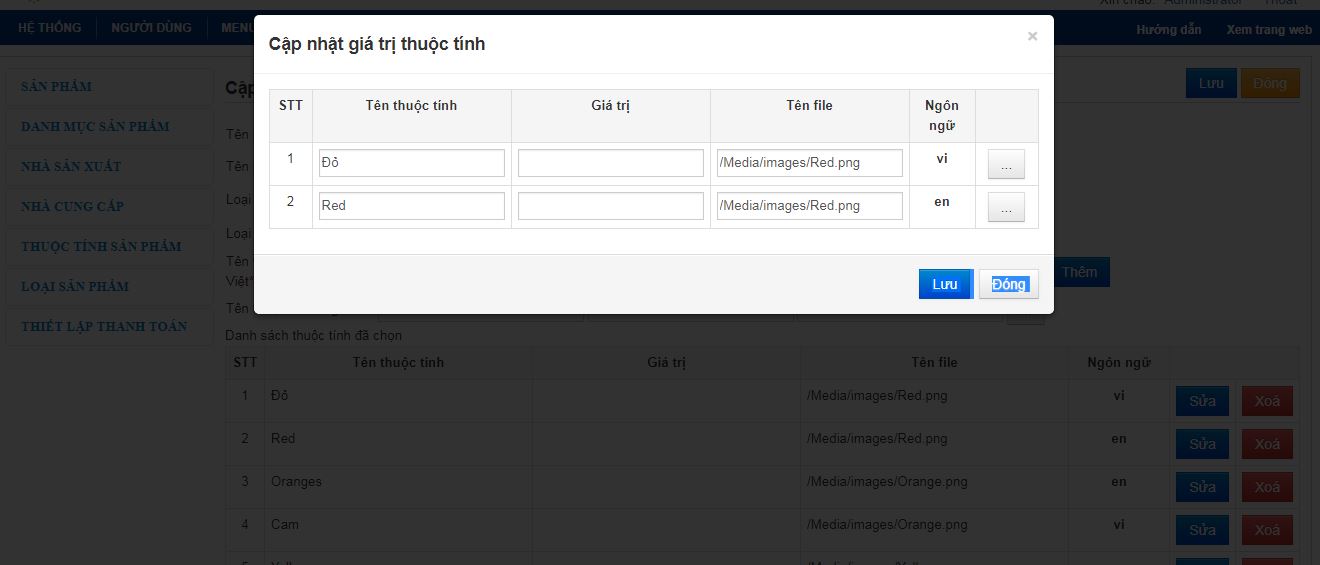 Xin chào: Administrator Thoát
HỆ THỐNG NGƯỜI DÙNG MENU Hướng dẫn Xem trang web
Cập nhật giá trị thuộc tính ×
SẢN PHẨM Cập Lưu Đóng
STT Tên thuộc tính Giá trị Tên file Ngôn ngữ
DANH MỤC SẢN PHẨM Tên
1 Đỏ /Media/images/Red.png vi ...
NHÀ SẢN XUẤT Tên
2 Red /Media/images/Red.png en ...
NHÀ CUNG CẤP Loại
THUỘC TÍNH SẢN PHẨM Loại
Tên
Việt* Thêm
LOẠI SẢN PHẨM Lưu Đóng
Tên
THIẾT LẬP THANH TOÁN
Danh sách thuộc tính đã chọn
STT Tên thuộc tính Giá trị Tên file Ngôn ngữ
1 Đỏ /Media/images/Red.png vi Sửa Xoá
2 Red /Media/images/Red.png en Sửa Xoá
3 Oranges /Media/images/Orange.png en Sửa Xoá
4 Cam /Media/images/Orange.png vi Sửa Xoá